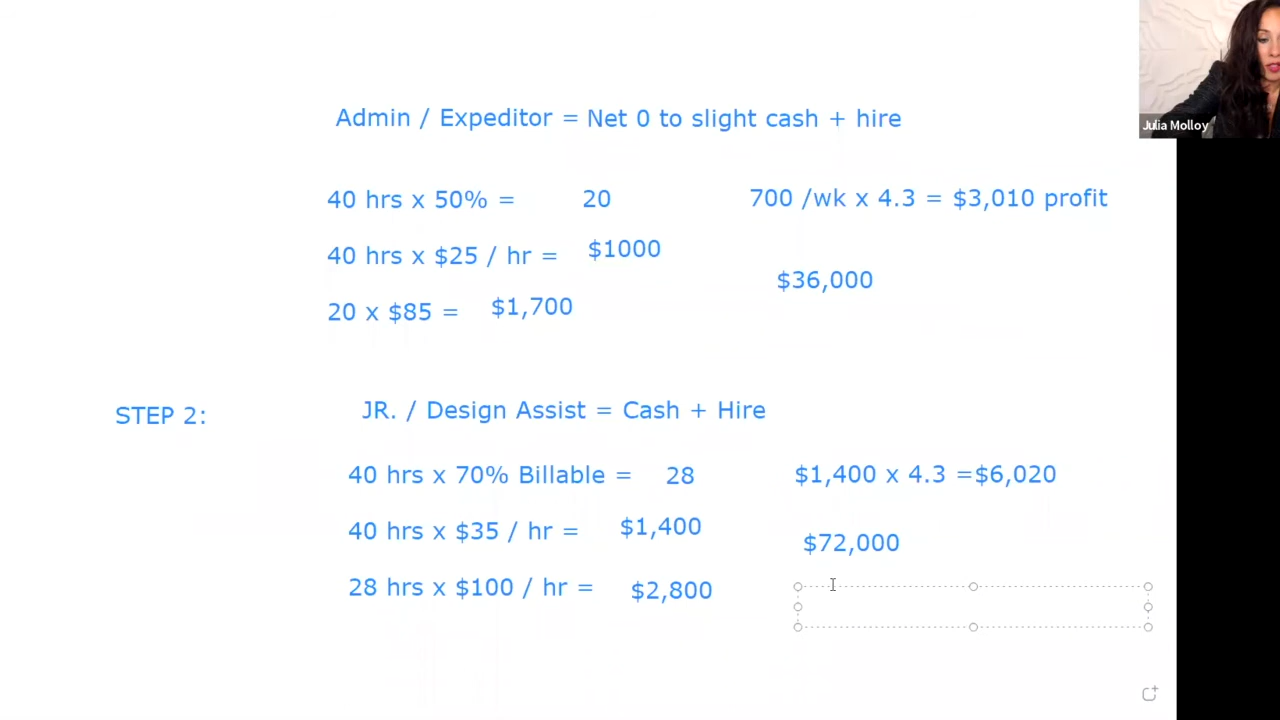 Julia Molloy
Admin / Expeditor = Net 0 to slight cash + hire
40 hrs x 50% = 20
700 /wk x 4.3 = $3,010 profit
40 hrs x $25 / hr = $1000
$36,000
20 x $85 = $1,700
STEP 2:
JR. / Design Assist = Cash + Hire
40 hrs x 70% Billable = 28
$1,400 x 4.3 =$6,020
40 hrs x $35 / hr = $1,400
$72,000
28 hrs x $100 / hr = $2,800